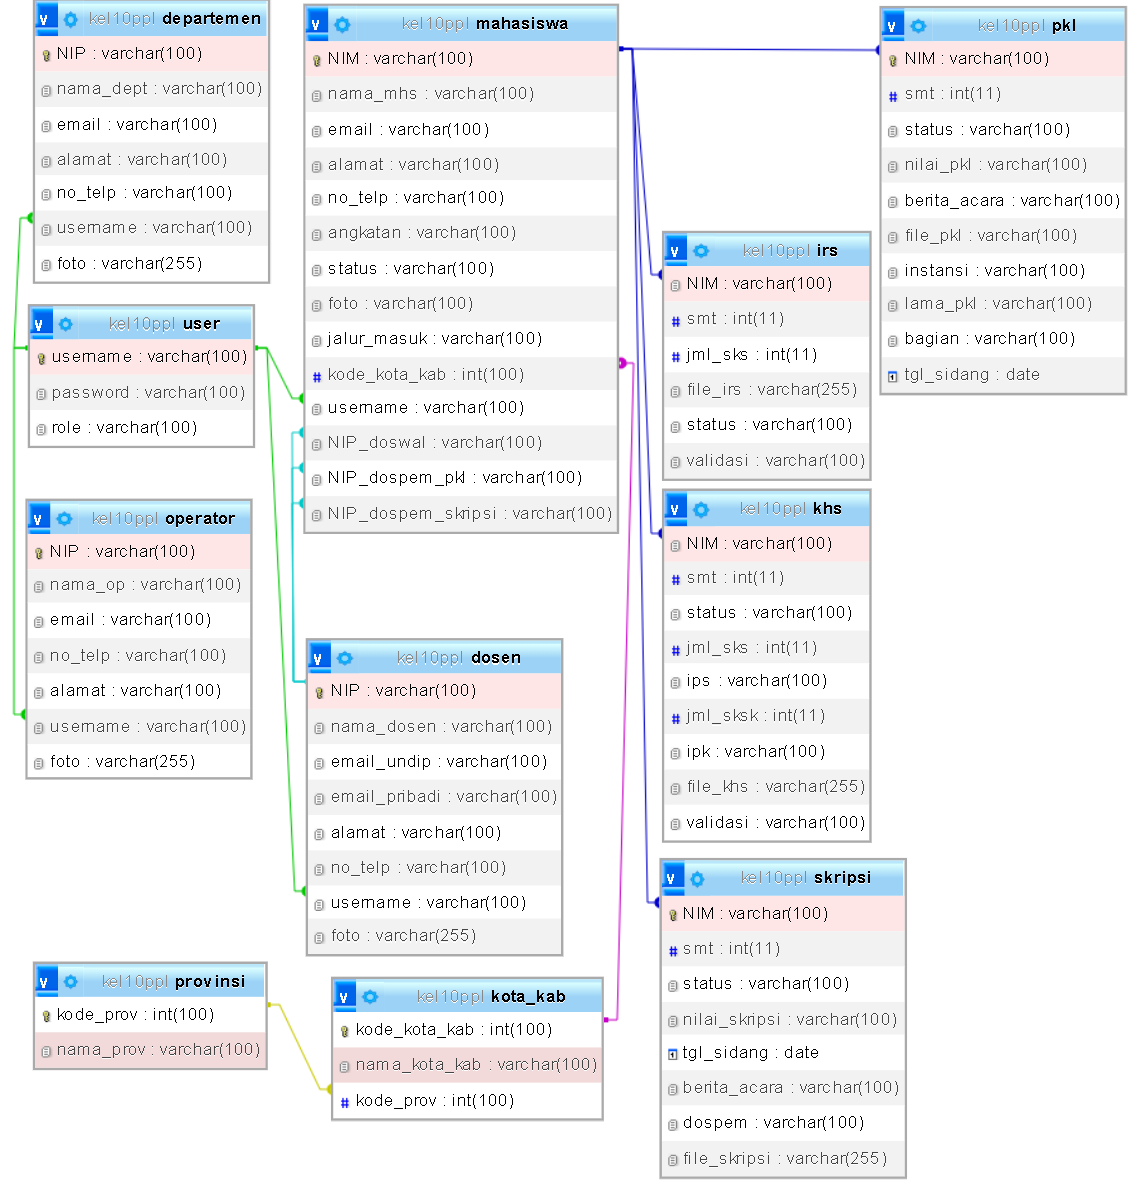 kel10ppl departemen
NIP : varchar(100)
nama_dept : varchar(100)
email : varchar(100)
alamat : varchar(100)
no_telp : varchar(100)
username : varchar(100)
foto : varchar(255)
kel10ppl user
username : varchar(100)
password : varchar(100)
role : varchar(100)
kel10ppl operator
NIP : varchar(100)
nama_op : varchar(100)
email : varchar(100)
no_telp : varchar(100)
alamat : varchar(100)
username : varchar(100)
foto : varchar(255)
kel10ppl provinsi
kode_prov : int(100)
nama_prov : varchar(100)
kel10ppl mahasiswa
NIM : varchar(100)
nama_mhs : varchar(100)
email : varchar(100)
alamat : varchar(100)
no_telp : varchar(100)
angkatan : varchar(100)
status : varchar(100)
foto : varchar(100)
jalur_masuk : varchar(100)
kode_kota_kab : int(100)
username : varchar(100)
NIP_doswal : varchar(100)
NIP_dospem_pkl : varchar(100)
NIP_dospem_skripsi : varchar(100)
kel10ppl dosen
NIP : varchar(100)
nama_dosen : varchar(100)
email_undip : varchar(100)
email_pribadi : varchar(100)
alamat : varchar(100)
no_telp : varchar(100)
username : varchar(100)
foto : varchar(255)
kel10ppl kota_kab
kode_kota_kab : int(100)
nama_kota_kab : varchar(100)
kode_prov : int(100)
kel10ppl pkl
NIM : varchar(100)
smt : int(11)
status : varchar(100)
nilai_pkl : varchar(100)
berita_acara : varchar(100)
file_pkl : varchar(100)
instansi : varchar(100)
lama_pkl : varchar(100)
bagian : varchar(100)
tgl_sidang : date
kel10ppl irs
NIM : varchar(100)
smt : int(11)
jml_sks : int(11)
file_irs : varchar(255)
status : varchar(100)
validasi : varchar(100)
kel10ppl khs
NIM : varchar(100)
smt : int(11)
status : varchar(100)
jml_sks : int(11)
ips : varchar(100)
jml_sksk : int(11)
ipk : varchar(100)
file_khs : varchar(255)
validasi : varchar(100)
kel10ppl skripsi
NIM : varchar(100)
smt : int(11)
status : varchar(100)
nilai_skripsi : varchar(100)
tgl_sidang : date
berita_acara : varchar(100)
dospem : varchar(100)
file_skripsi : varchar(255)